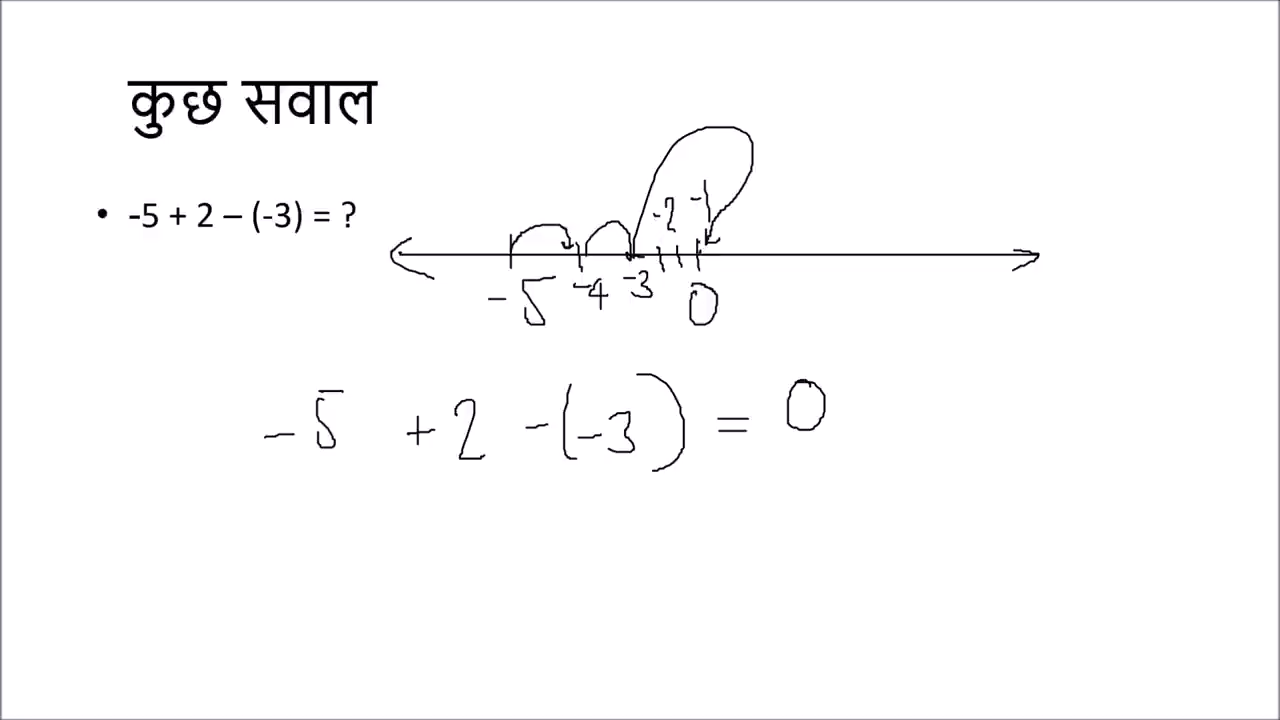 कुछ सवाल
• -5 + 2 – (-3) = ?
-2 -1
-5 -4 -3 0
-5 +2 -(-3) = 0